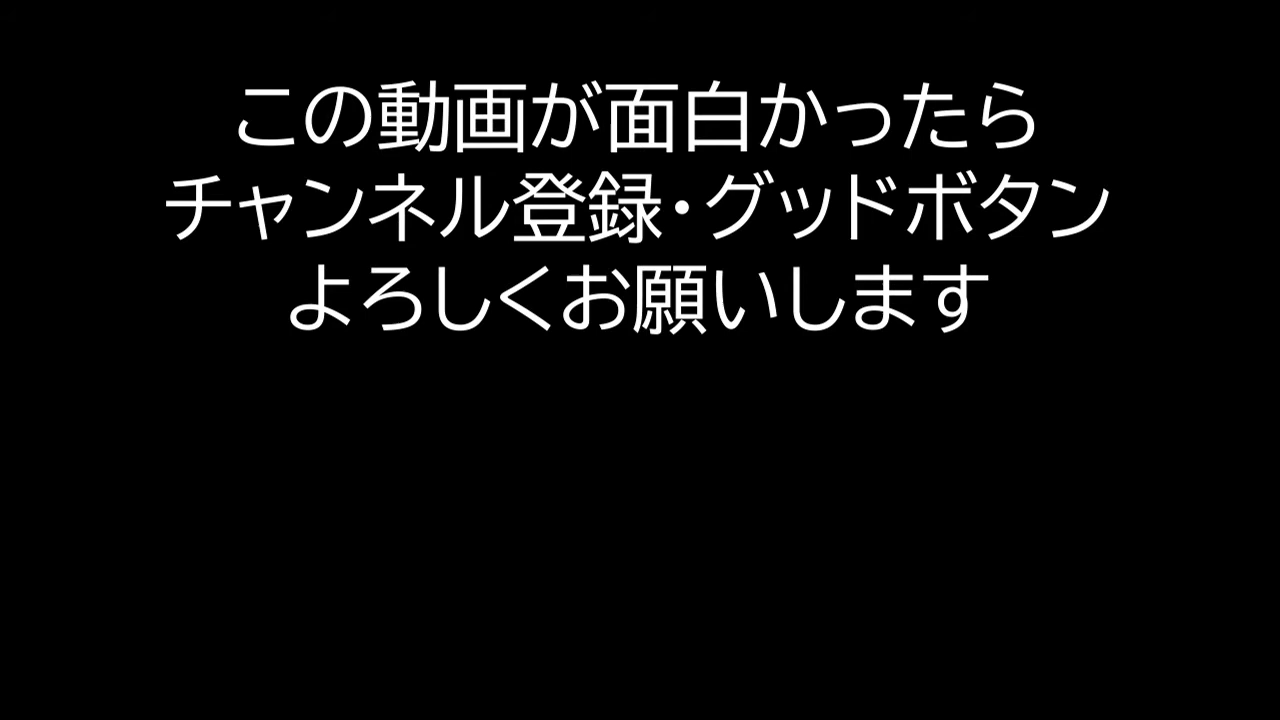 この動画が面白かったら
チャンネル登録・グッドボタン
よろしくお願いします